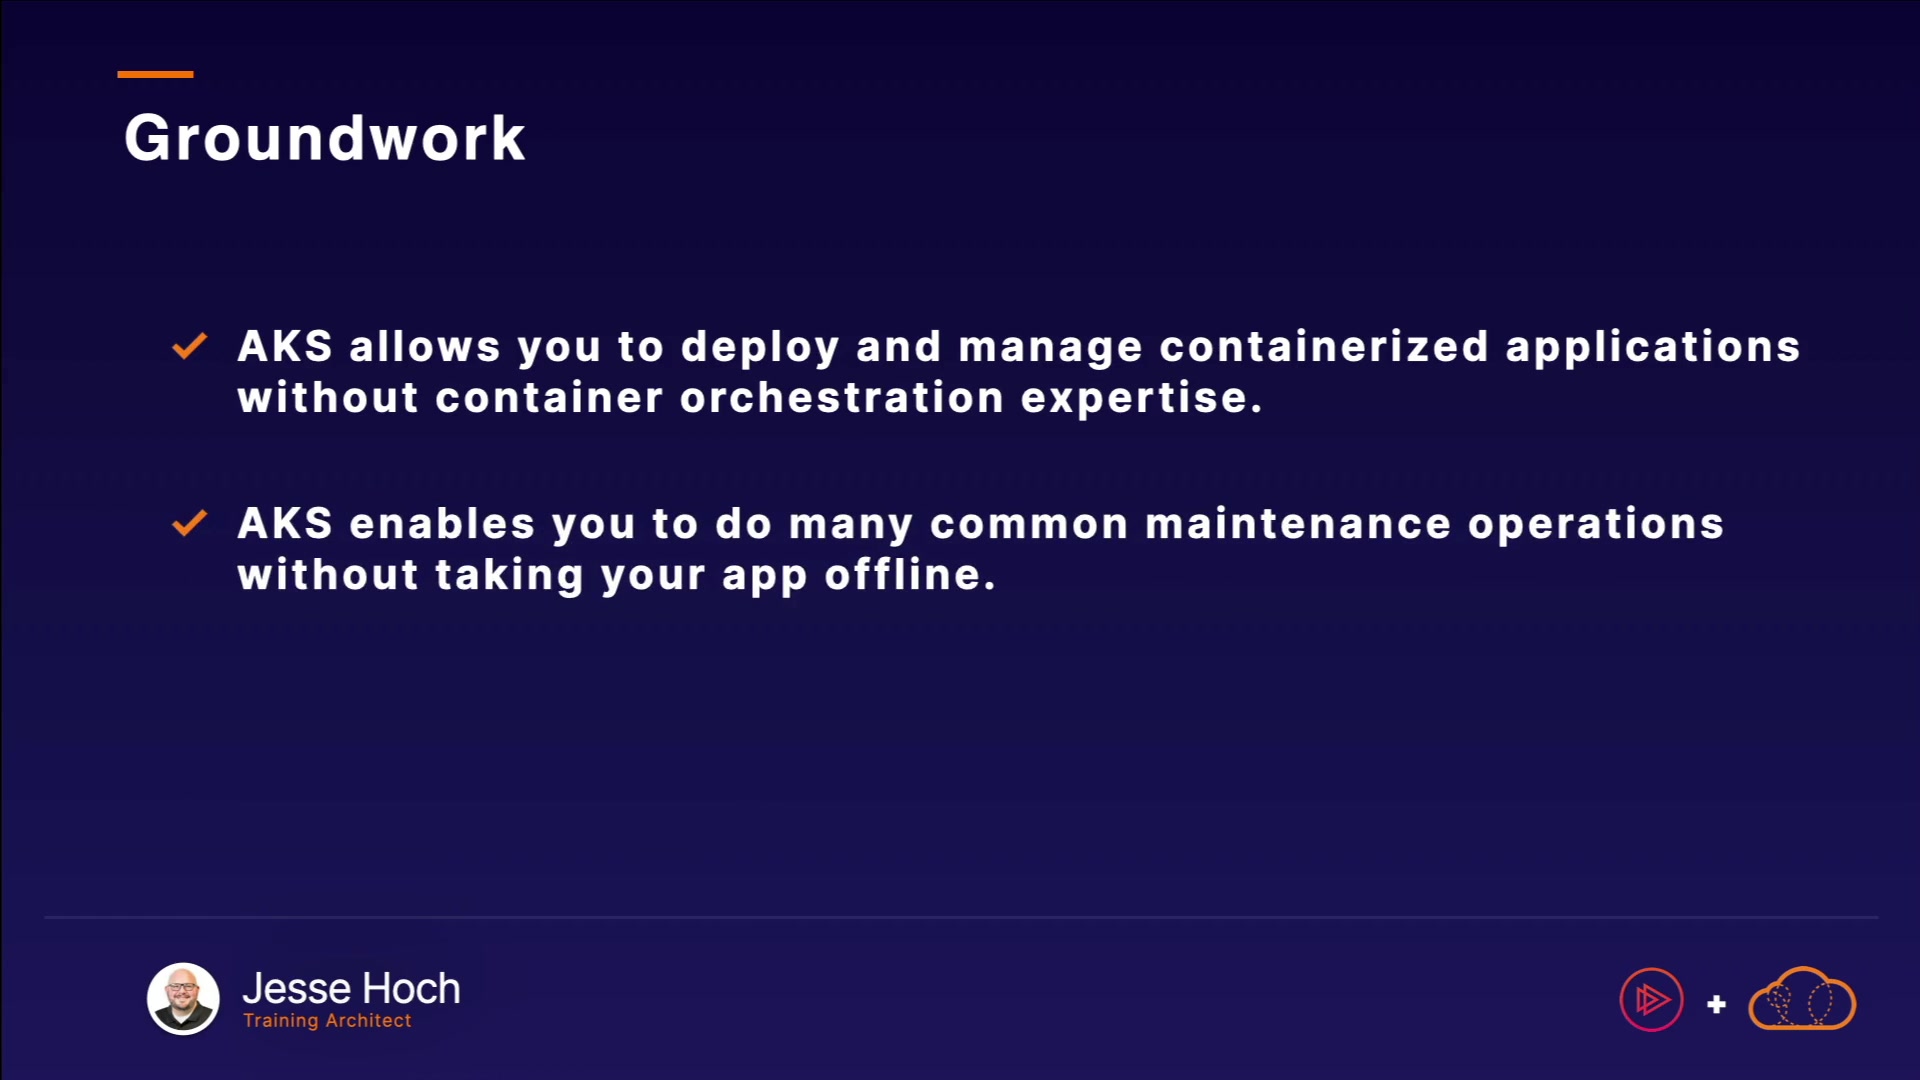 Groundwork
AKS allows you to deploy and manage containerized applications
without container orchestration expertise.
AKS enables you to do many common maintenance operations
without taking your app offline.
Jesse Hoch
Training Architect
+